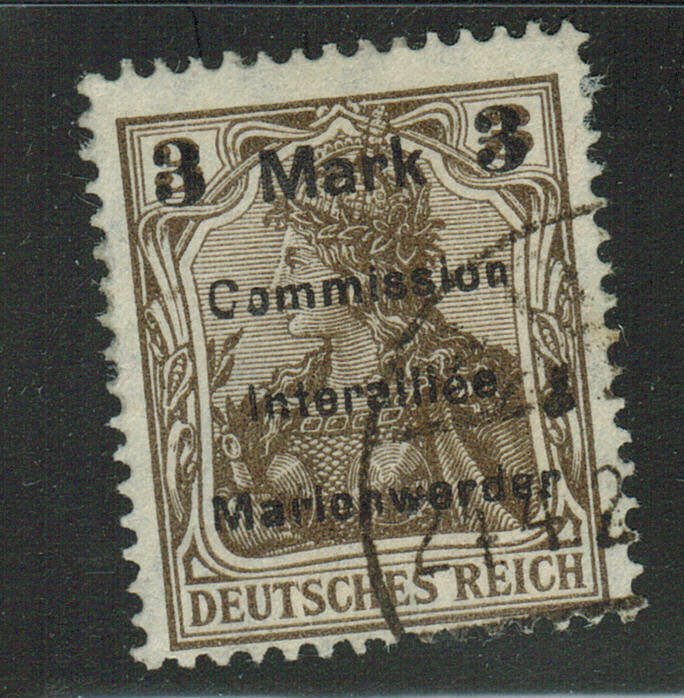 3 Mark 3
Commission
Interalliée
Marienwerder
DEUTSCHES REICH